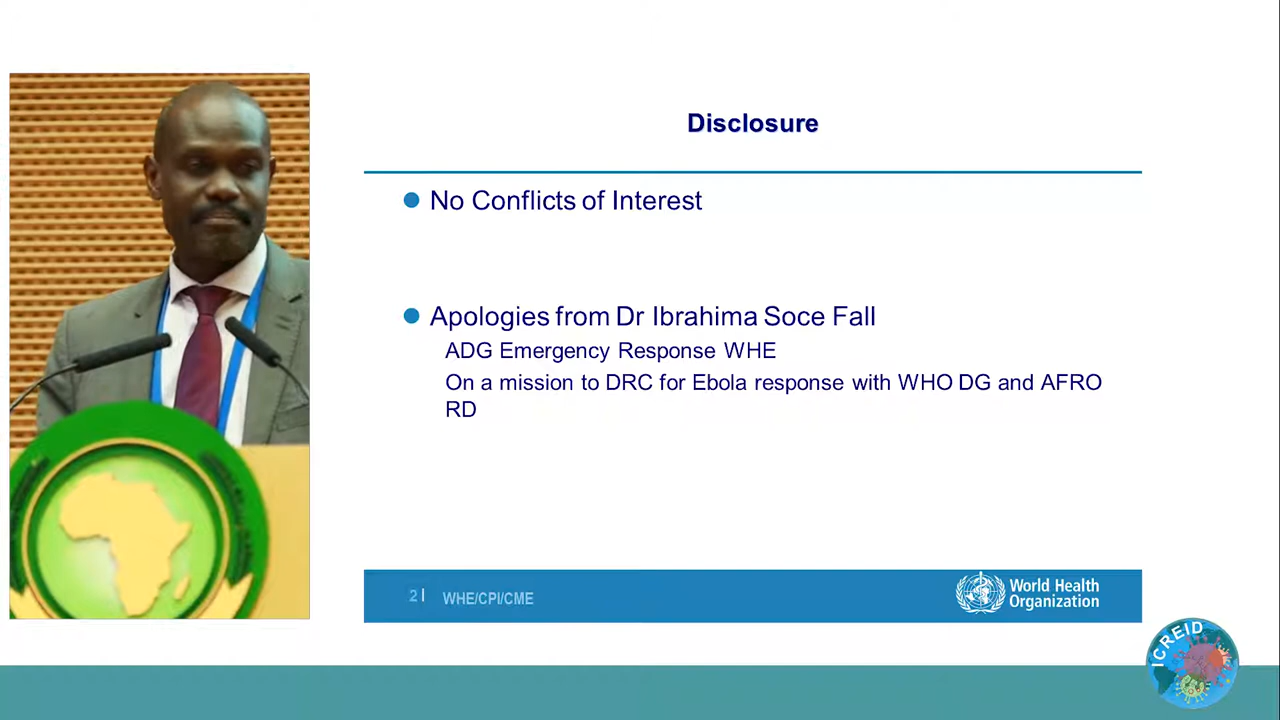 Disclosure
No Conflicts of Interest
Apologies from Dr Ibrahima Soce Fall
ADG Emergency Response WHE
On a mission to DRC for Ebola response with WHO DG and AFRO
RD
2 |
WHE/CPI/CME
World Health
Organization
ICREID